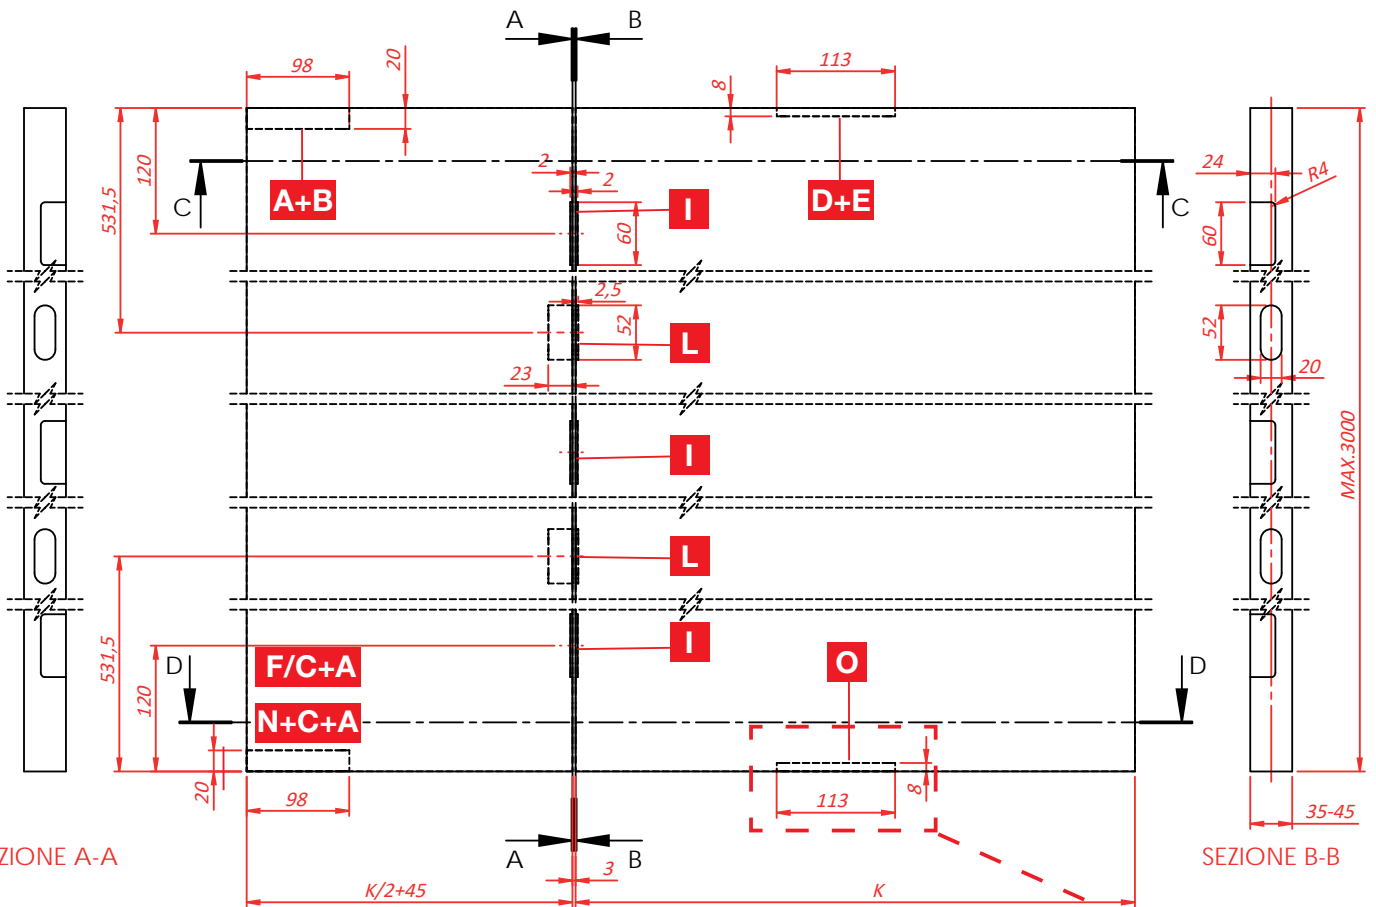 A
B
98
20
113
8
120
531,5
C
A+B
2
2
I
60
D+E
C
24
R4
60
2,5
52
L
23
52
20
I
MAX.3000
L
531,5
120
D
F/C+A
N+C+A
I
O
D
20
98
113
8
35-45
ZIONE A-A
A
B
SEZIONE B-B
3
K/2+45
K